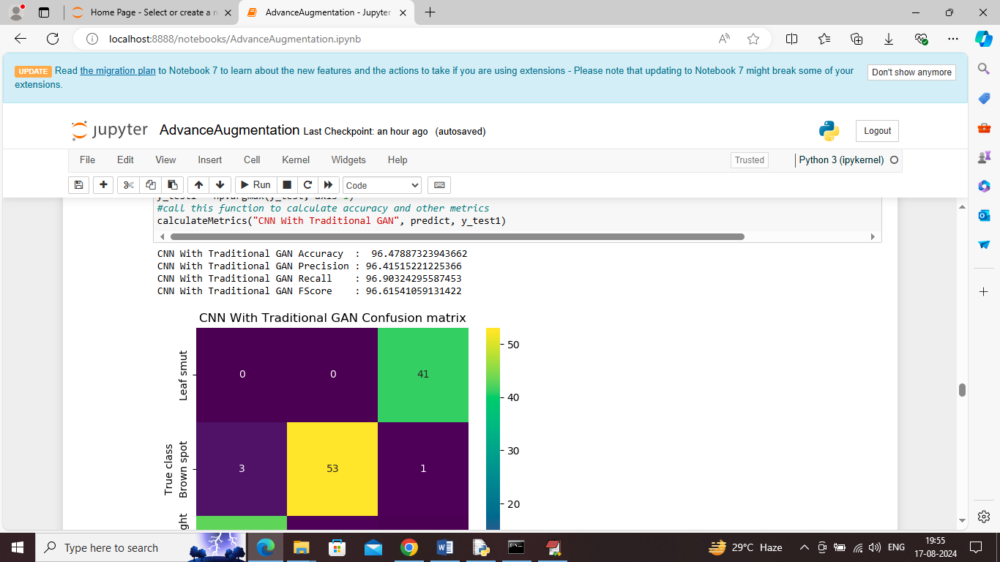 Home Page - Select or create a n
AdvanceAugmentation - Jupyter
localhost:8888/notebooks/AdvanceAugmentation.ipynb
UPDATE Read the migration plan to Notebook 7 to learn about the new features and the actions to take if you are using extensions - Please note that updating to Notebook 7 might break some of your
extensions.
Don't show anymore
jupyter AdvanceAugmentation Last Checkpoint: an hour ago (autosaved)
Logout
File Edit View Insert Cell Kernel Widgets Help
Trusted
Python 3 (ipykernel)
Run
Code
#call this function to calculate accuracy and other metrics
calculateMetrics("CNN With Traditional GAN", predict, y_test1)
CNN With Traditional GAN Accuracy : 96.47887323943662
CNN With Traditional GAN Precision : 96.41515221225366
CNN With Traditional GAN Recall : 96.90324295587453
CNN With Traditional GAN FScore : 96.61541059131422
CNN With Traditional GAN Confusion matrix
Leaf smut
0 0 41
True class
Brown spot
3 53 1
ght
50
40
30
20
Type here to search
29°C Haze
ENG
19:55
17-08-2024